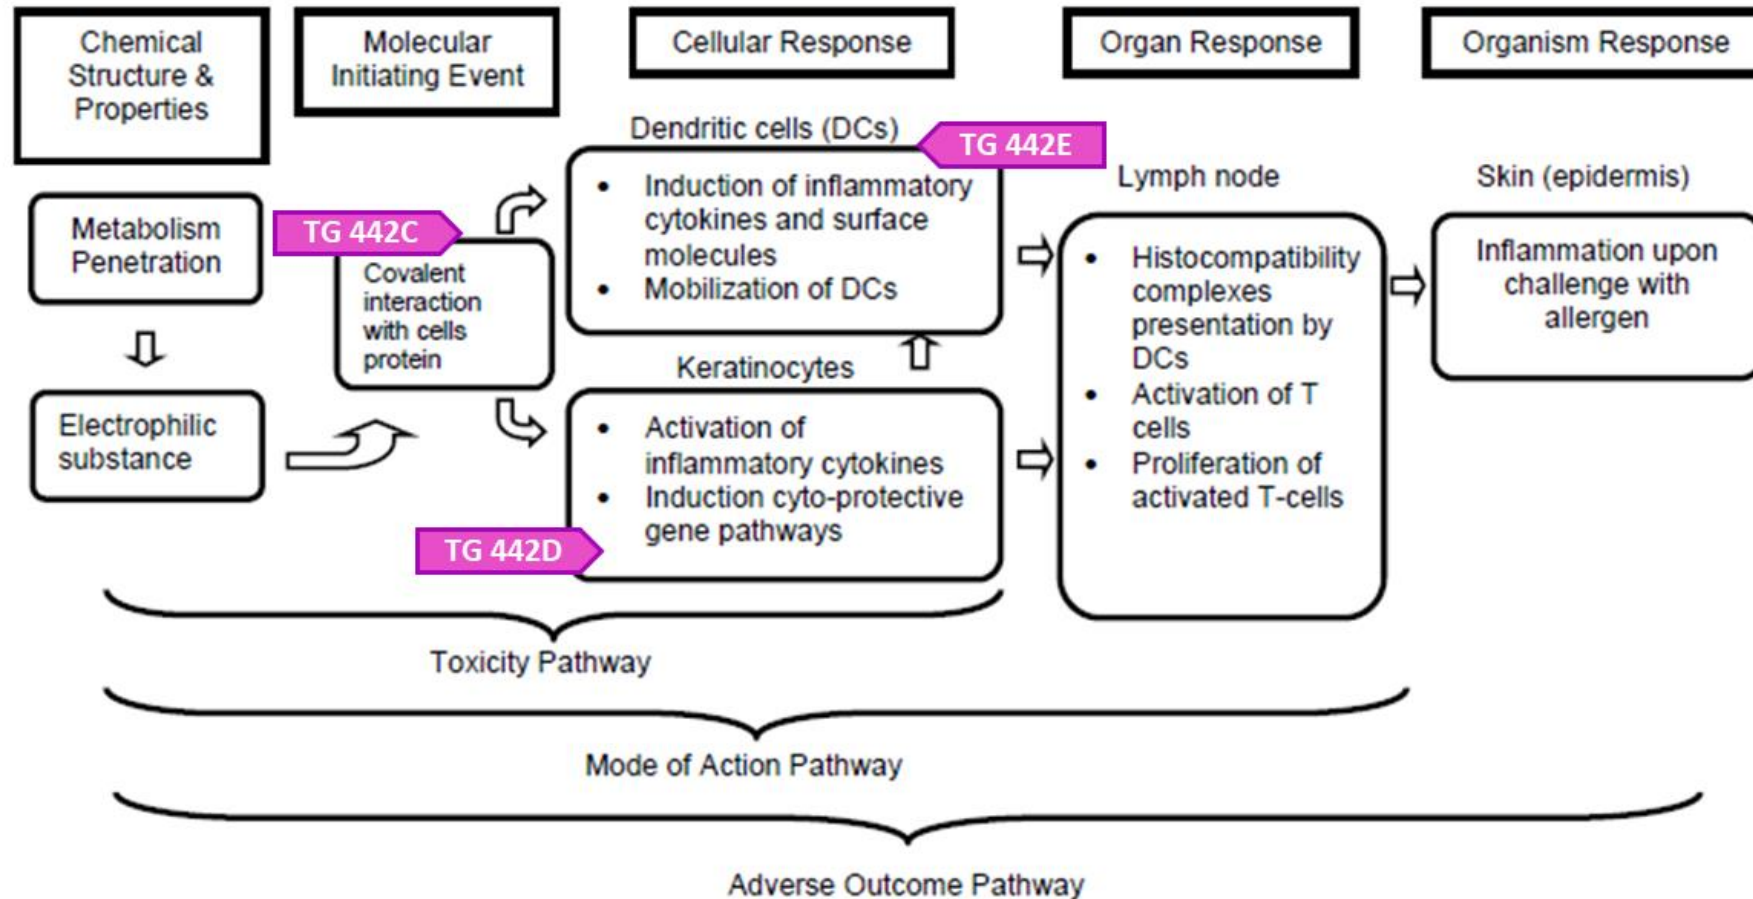 Chemical
Structure &
Properties
Molecular
Initiating Event
Cellular Response
Organ Response
Organism Response
Metabolism
Penetration
Electrophilic
substance
TG 442C
Covalent
interaction
with cells
protein
Dendritic cells (DCs)
TG 442E
• Induction of inflammatory
cytokines and surface
molecules
• Mobilization of DCs
Keratinocytes
• Activation of
inflammatory cytokines
• Induction cyto-protective
gene pathways
TG 442D
Lymph node
• Histocompatibility
complexes
presentation by
DCs
• Activation of T
cells
• Proliferation of
activated T-cells
Skin (epidermis)
Inflammation upon
challenge with
allergen
Toxicity Pathway
Mode of Action Pathway
Adverse Outcome Pathway